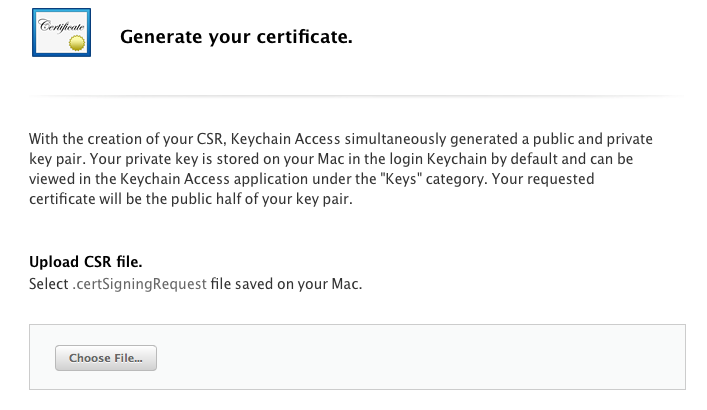 Certificate
Generate your certificate.
With the creation of your CSR, Keychain Access simultaneously generated a public and private
key pair. Your private key is stored on your Mac in the login Keychain by default and can be
viewed in the Keychain Access application under the "Keys" category. Your requested
certificate will be the public half of your key pair.
Upload CSR file.
Select .certSigningRequest file saved on your Mac.
Choose File...